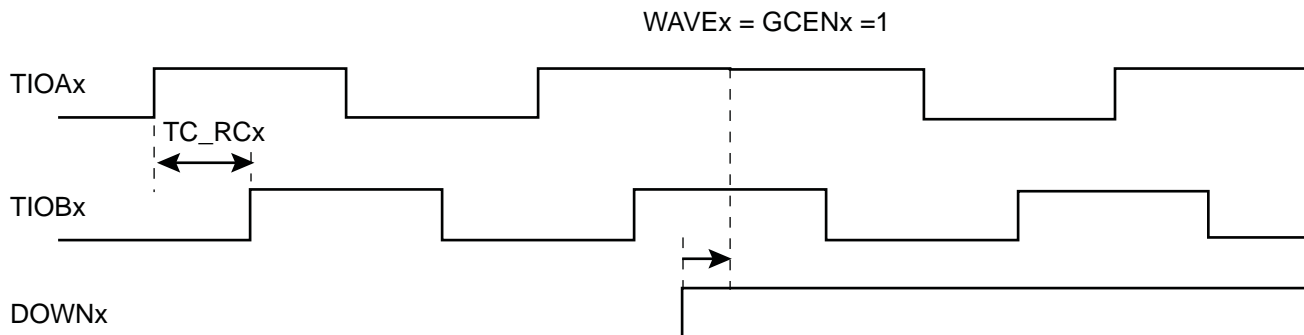 WAVEx = GCENx =1
TIOAx
TC_RCx
TIOBx
DOWNx